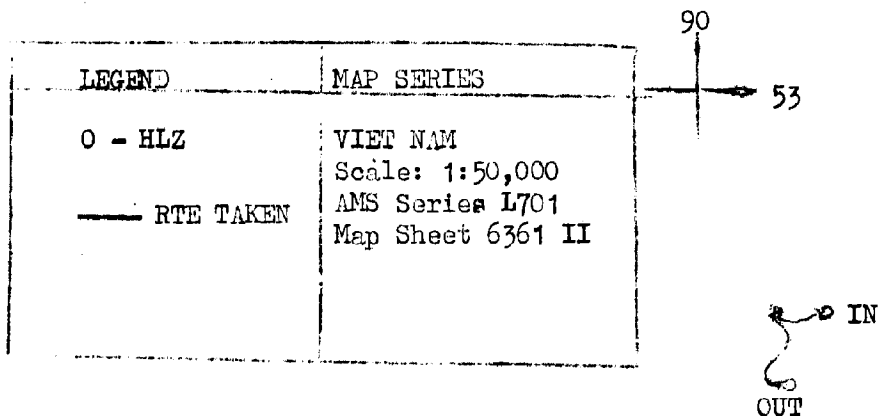 90
53
LEGEND
MAP SERIES
O - HLZ
—— RTE TAKEN
VIET NAM
Scale: 1:50,000
AMS Series L701
Map Sheet 6361 II
IN
OUT